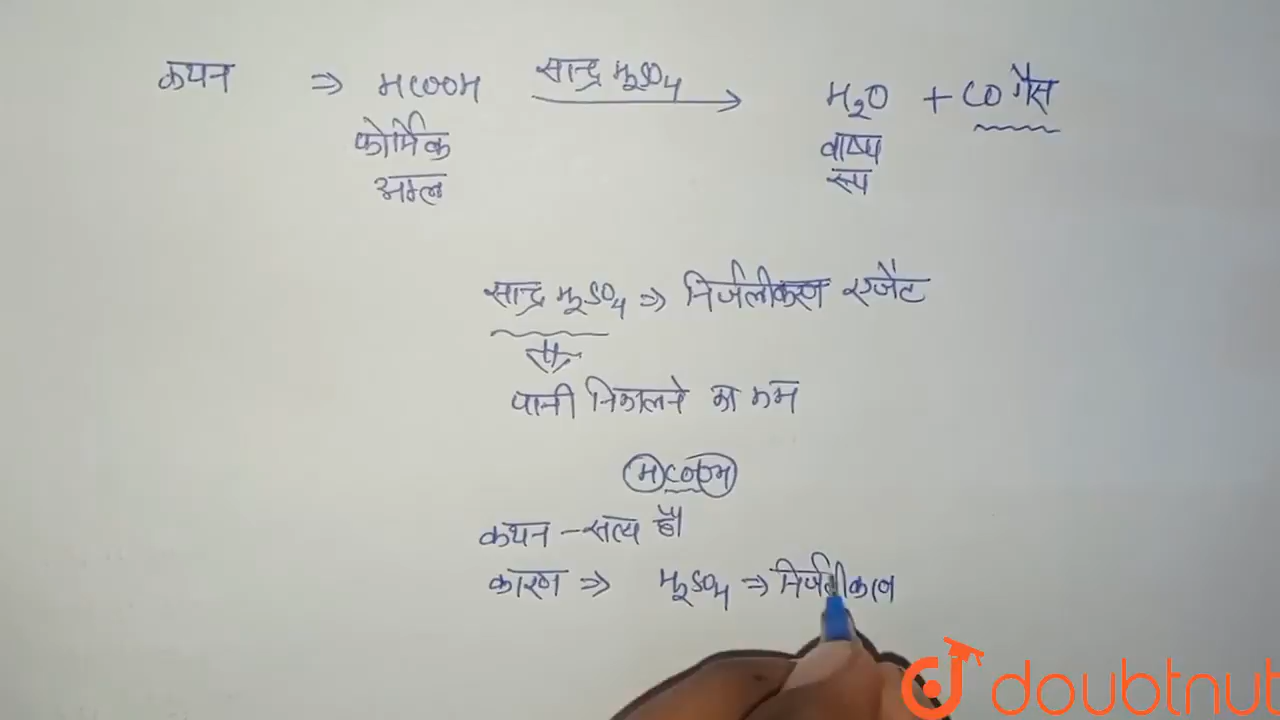 कथन ⇒ HCOOH सान्द्र H₂SO₄ → H₂O + CO गैस
फोर्मिक वाष्प
अम्ल रूप
सान्द्र H₂SO₄ ⇒ निर्जलीकरण एजेंट
पानी निकालने का काम
HCOOH
कथन – सत्य है।
कारण ⇒ H₂SO₄ ⇒ निर्जलीकरण
doubtnut